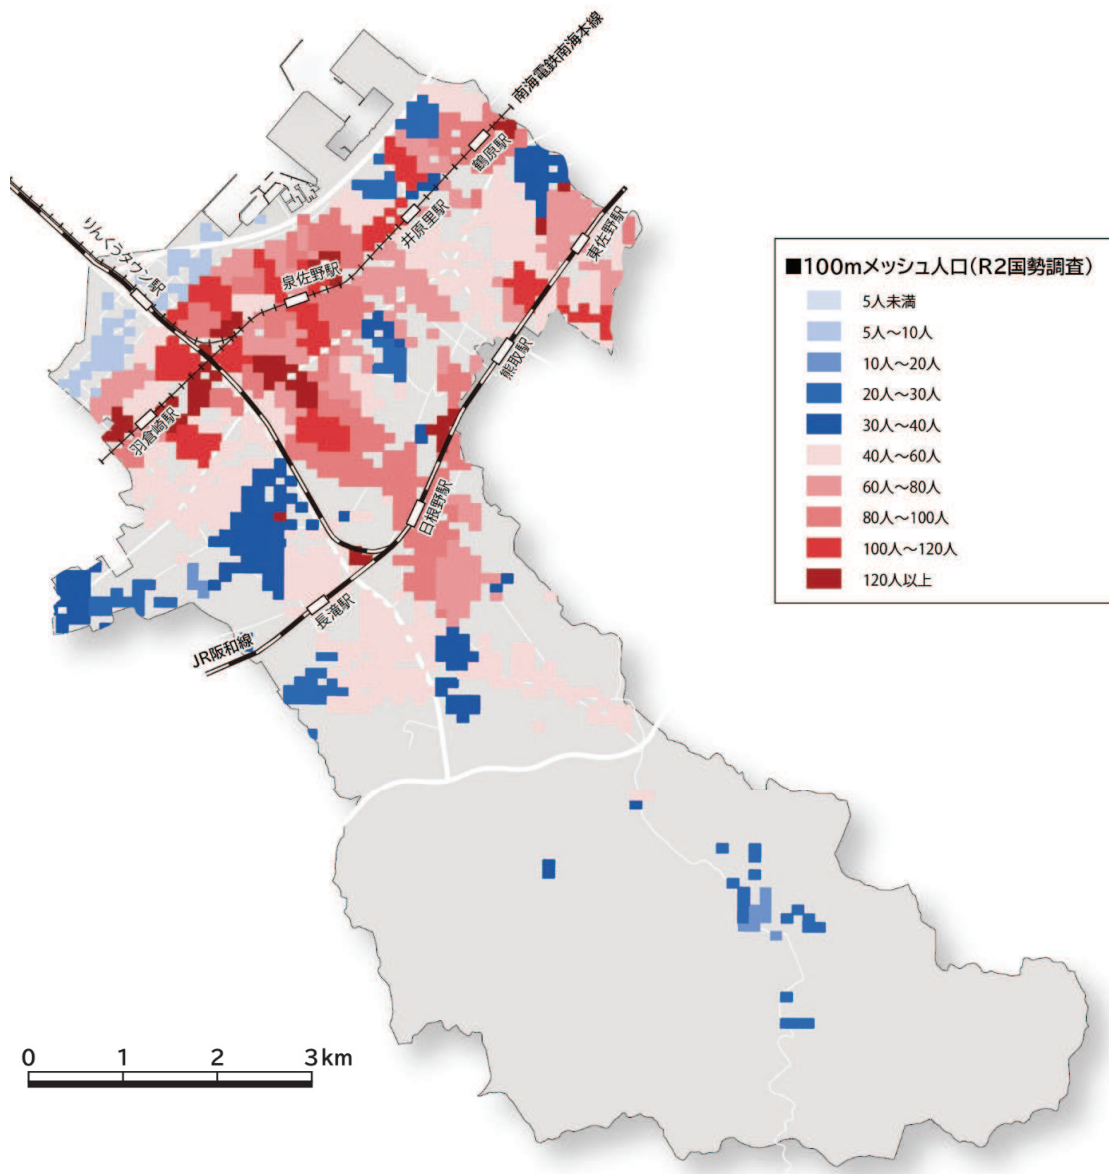 南海電鉄南海本線
鶴原駅
井原里駅
東佐野駅
りんくうタウン駅
泉佐野駅
熊取駅
羽倉崎駅
日根野駅
長滝駅
JR阪和線
■100mメッシュ人口(R2国勢調査)
5人未満
5人〜10人
10人〜20人
20人〜30人
30人〜40人
40人〜60人
60人〜80人
80人〜100人
100人〜120人
120人以上
0 1 2 3km